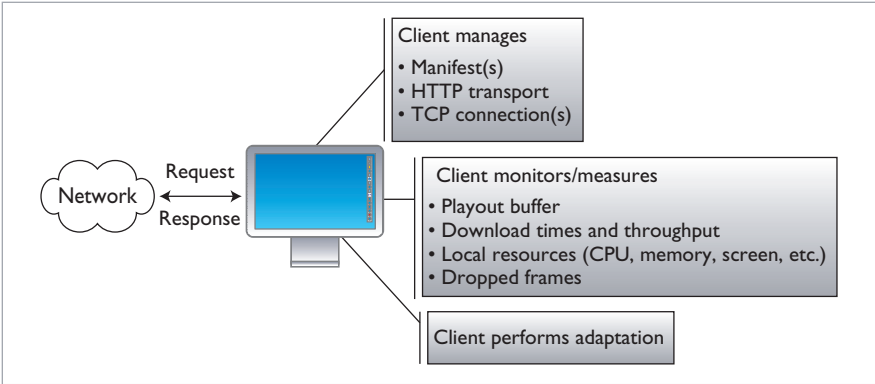 Client manages
• Manifest(s)
• HTTP transport
• TCP connection(s)
Network
Request
Response
Client monitors/measures
• Playout buffer
• Download times and throughput
• Local resources (CPU, memory, screen, etc.)
• Dropped frames
Client performs adaptation